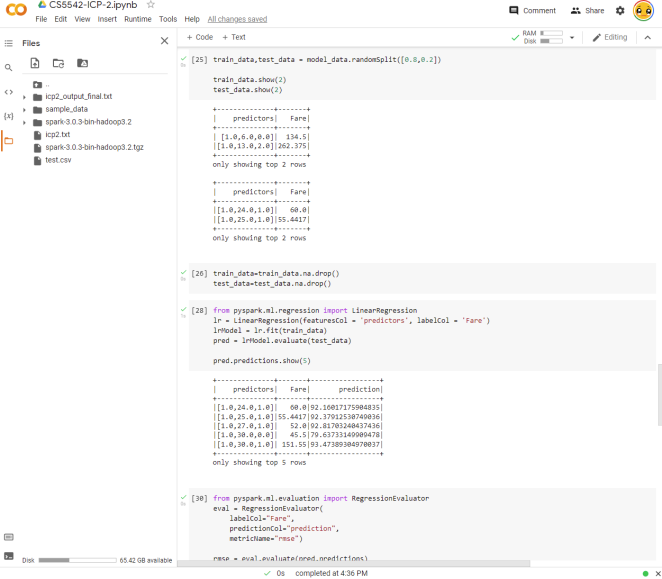 CS5542-ICP-2.ipynb
Comment
Share
File Edit View Insert Runtime Tools Help All changes saved
Files
+ Code + Text
RAM
Disk
Editing
..
icp2_output_final.txt
sample_data
spark-3.0.3-bin-hadoop3.2
icp2.txt
spark-3.0.3-bin-hadoop3.2.tgz
test.csv
{x}
Disk
65.42 GB available
[25] train_data,test_data = model_data.randomSplit([0.8,0.2])
train_data.show(2)
test_data.show(2)
+--------------+-------+
|    predictors|   Fare|
+--------------+-------+
| [1.0,6.0,0.0]|  134.5|
|[1.0,13.0,2.0]|262.375|
+--------------+-------+
only showing top 2 rows
+--------------+-------+
|    predictors|   Fare|
+--------------+-------+
|[1.0,24.0,1.0]|   60.0|
|[1.0,25.0,1.0]|55.4417|
+--------------+-------+
only showing top 2 rows
[26] train_data=train_data.na.drop()
test_data=test_data.na.drop()
[28] from pyspark.ml.regression import LinearRegression
lr = LinearRegression(featuresCol = 'predictors', labelCol = 'Fare')
lrModel = lr.fit(train_data)
pred = lrModel.evaluate(test_data)
pred.predictions.show(5)
+--------------+-------+-----------------+
|    predictors|   Fare|       prediction|
+--------------+-------+-----------------+
|[1.0,24.0,1.0]|   60.0|92.16017175904835|
|[1.0,25.0,1.0]|55.4417|92.37912530749036|
|[1.0,27.0,1.0]|   52.0|92.81703240437436|
|[1.0,30.0,0.0]|   45.5|79.63733149909478|
|[1.0,30.0,1.0]| 151.55|93.47389304970037|
+--------------+-------+-----------------+
only showing top 5 rows
[30] from pyspark.ml.evaluation import RegressionEvaluator
eval = RegressionEvaluator(
labelCol="Fare",
predictionCol="prediction",
metricName="rmse")
rmse = eval.evaluate(pred.predictions)
0s completed at 4:36 PM